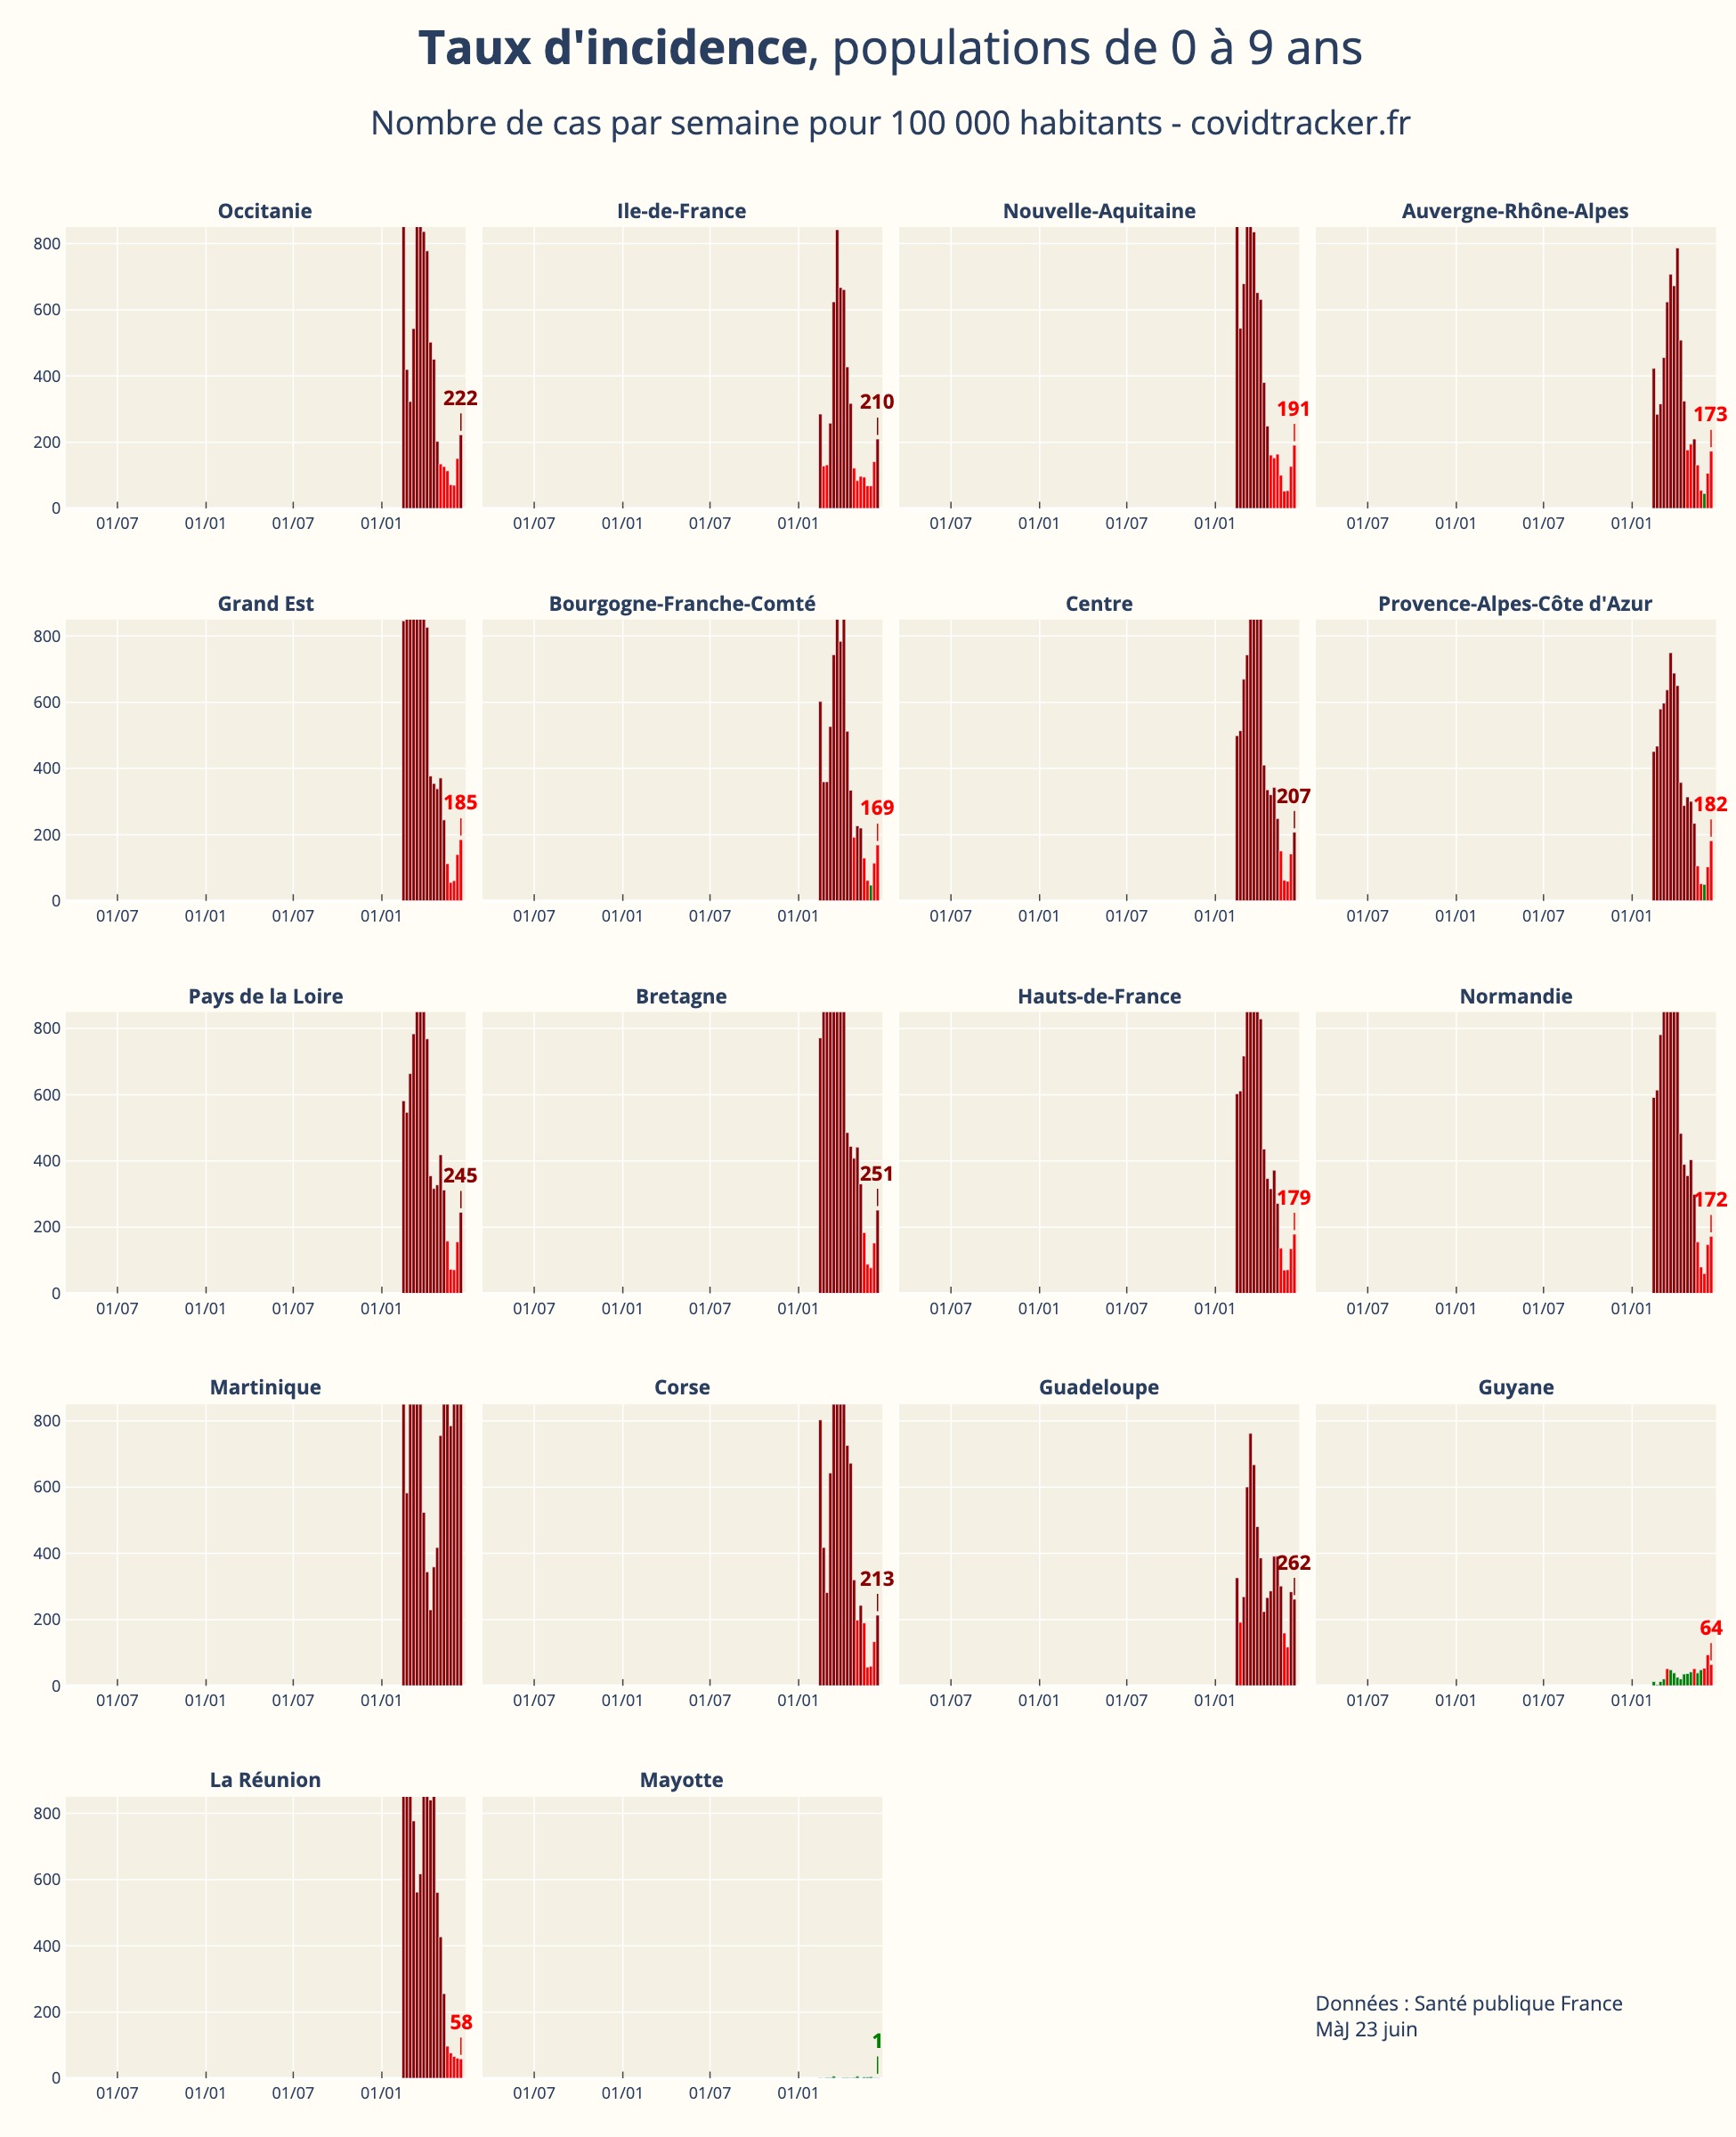 Taux d'incidence, populations de 0 à 9 ans
Nombre de cas par semaine pour 100 000 habitants - covidtracker.fr
Occitanie
Ile-de-France
Nouvelle-Aquitaine
Auvergne-Rhône-Alpes
800
600
400
200
0
222
210
191
173
01/07 01/01 01/07 01/01
01/07 01/01 01/07 01/01
01/07 01/01 01/07 01/01
01/07 01/01 01/07 01/01
Grand Est
Bourgogne-Franche-Comté
Centre
Provence-Alpes-Côte d'Azur
800
600
400
200
0
185
169
207
182
01/07 01/01 01/07 01/01
01/07 01/01 01/07 01/01
01/07 01/01 01/07 01/01
01/07 01/01 01/07 01/01
Pays de la Loire
Bretagne
Hauts-de-France
Normandie
800
600
400
200
0
245
251
179
172
01/07 01/01 01/07 01/01
01/07 01/01 01/07 01/01
01/07 01/01 01/07 01/01
01/07 01/01 01/07 01/01
Martinique
Corse
Guadeloupe
Guyane
800
600
400
200
0
213
262
64
01/07 01/01 01/07 01/01
01/07 01/01 01/07 01/01
01/07 01/01 01/07 01/01
01/07 01/01 01/07 01/01
La Réunion
Mayotte
800
600
400
200
0
58
1
01/07 01/01 01/07 01/01
01/07 01/01 01/07 01/01
Données : Santé publique France
MàJ 23 juin